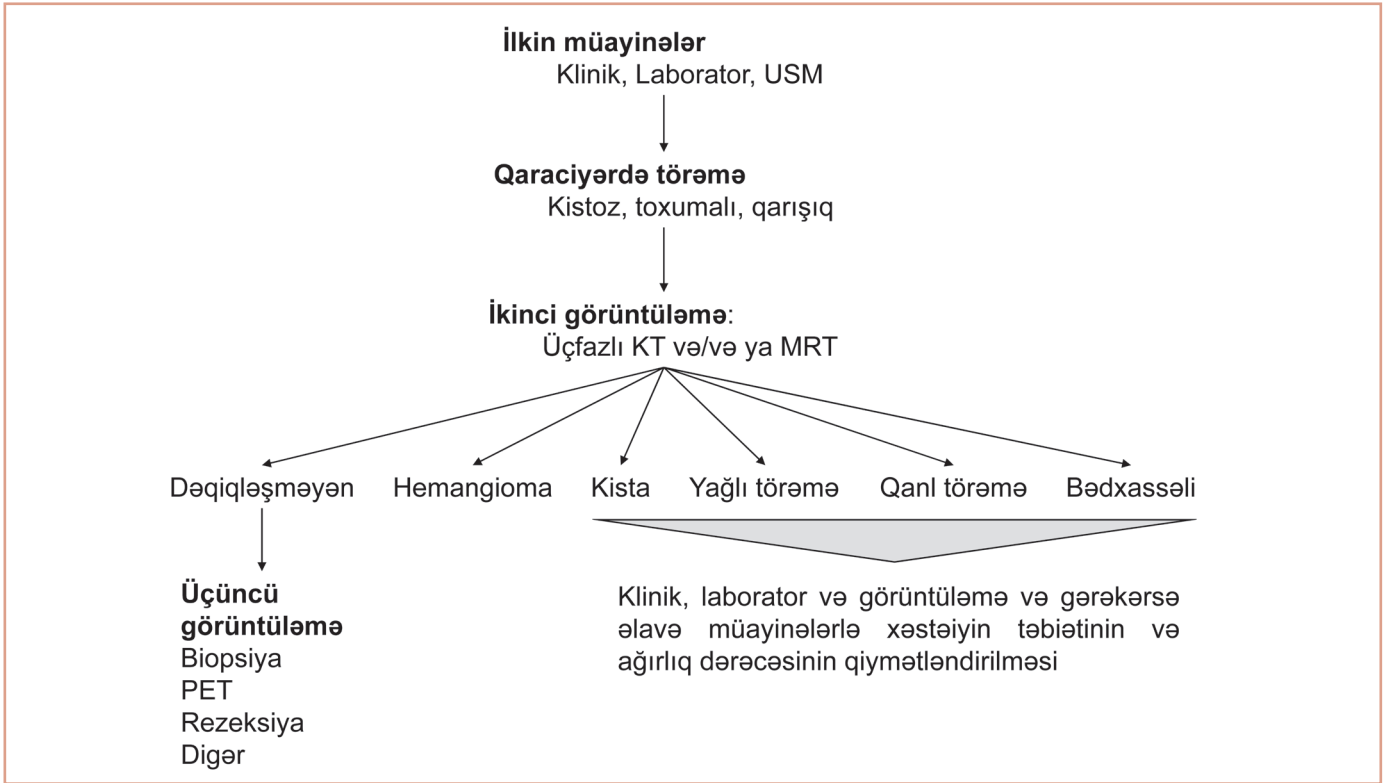 İlkin müayinələr
Klinik, Laborator, USM
Qaraciyərdə törəmə
Kistoz, toxumalı, qarışıq
İkinci görüntüləmə:
Üçfazlı KT və/və ya MRT
Dəqiqləşməyən Hemangioma Kista Yağlı törəmə Qanl törəmə Bədxassəli
Üçüncü
görüntüləmə
Biopsiya
PET
Rezeksiya
Digər
Klinik, laborator və görüntüləmə və gərəkərsə
əlavə müayinələrlə xəstəiyin təbiətinin və
ağırlıq dərəcəsinin qiymətləndirilməsi